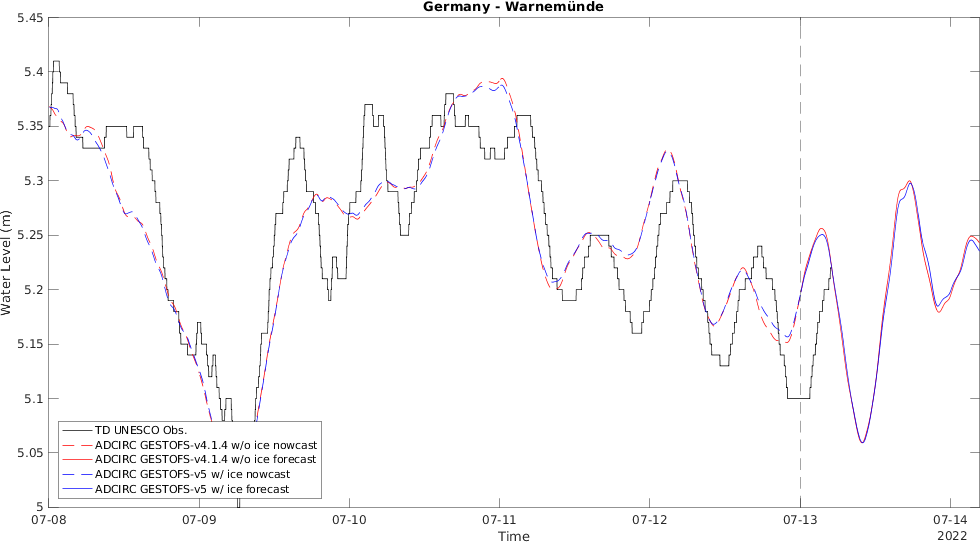 Germany - Warnemünde
5.45
5.4
5.35
5.3
5.25
5.2
5.15
5.1
5.05
5
Water Level (m)
TD UNESCO Obs.
ADCIRC GESTOFS-v4.1.4 w/o ice nowcast
ADCIRC GESTOFS-v4.1.4 w/o ice forecast
ADCIRC GESTOFS-v5 w/ ice nowcast
ADCIRC GESTOFS-v5 w/ ice forecast
07-08 07-09 07-10 07-11 07-12 07-13 07-14
Time
2022